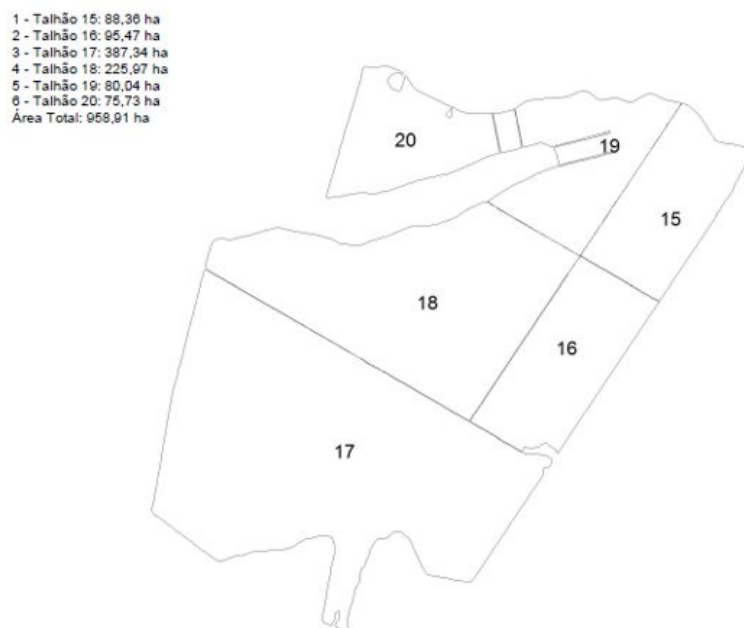 1 - Talhão 15: 88,36 ha
2 - Talhão 16: 95,47 ha
3 - Talhão 17: 387,34 ha
4 - Talhão 18: 225,97 ha
5 - Talhão 19: 80,04 ha
6 - Talhão 20: 75,73 ha
Área Total: 958,91 ha
20
19
15
18
16
17